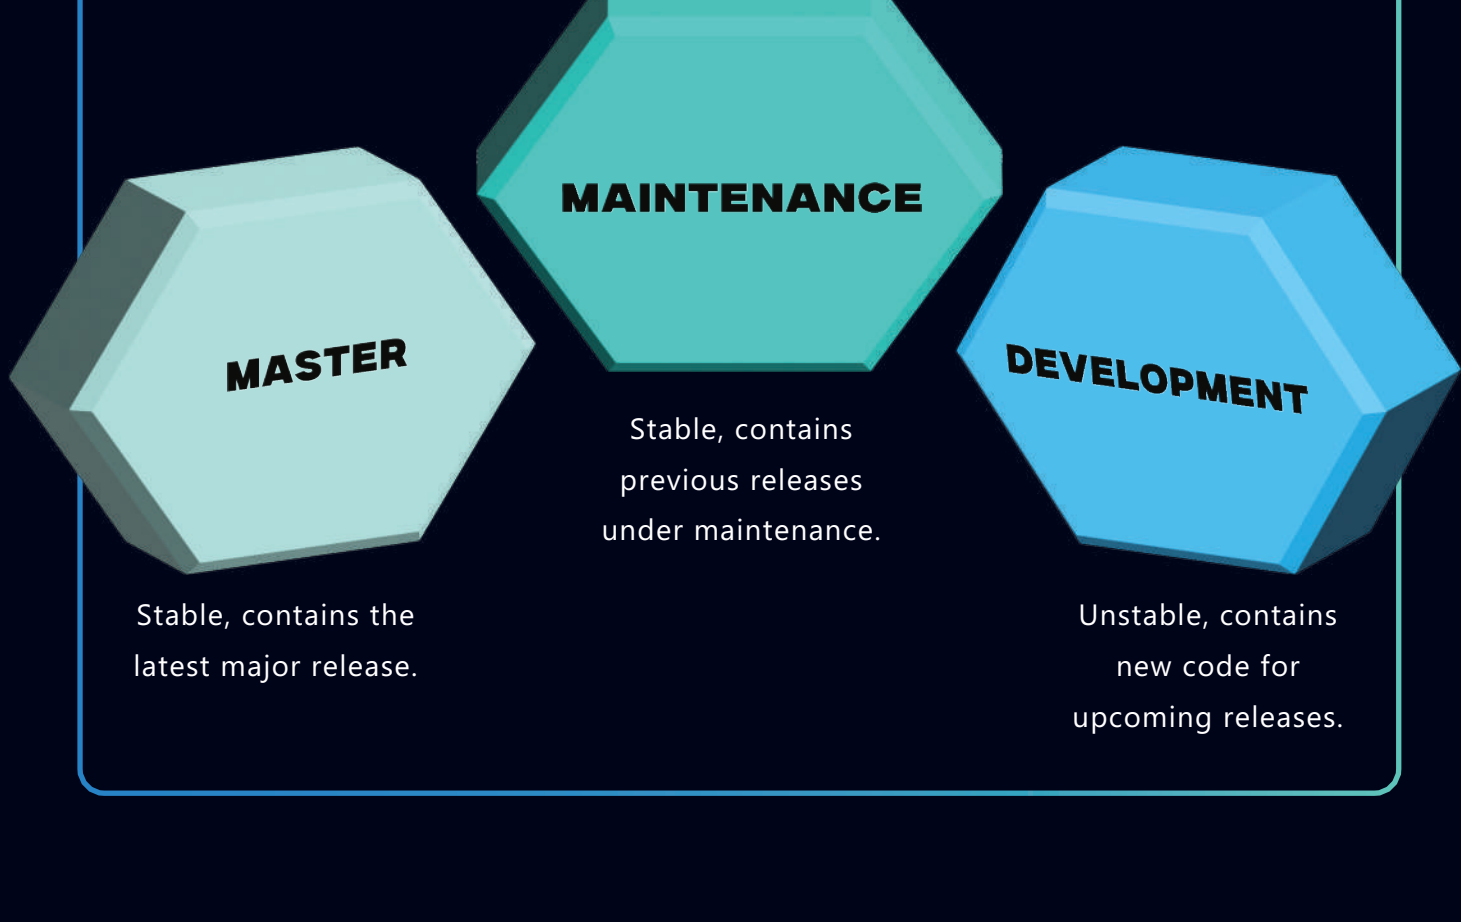 MASTER
Stable, contains the
latest major release.
MAINTENANCE
Stable, contains
previous releases
under maintenance.
DEVELOPMENT
Unstable, contains
new code for
upcoming releases.